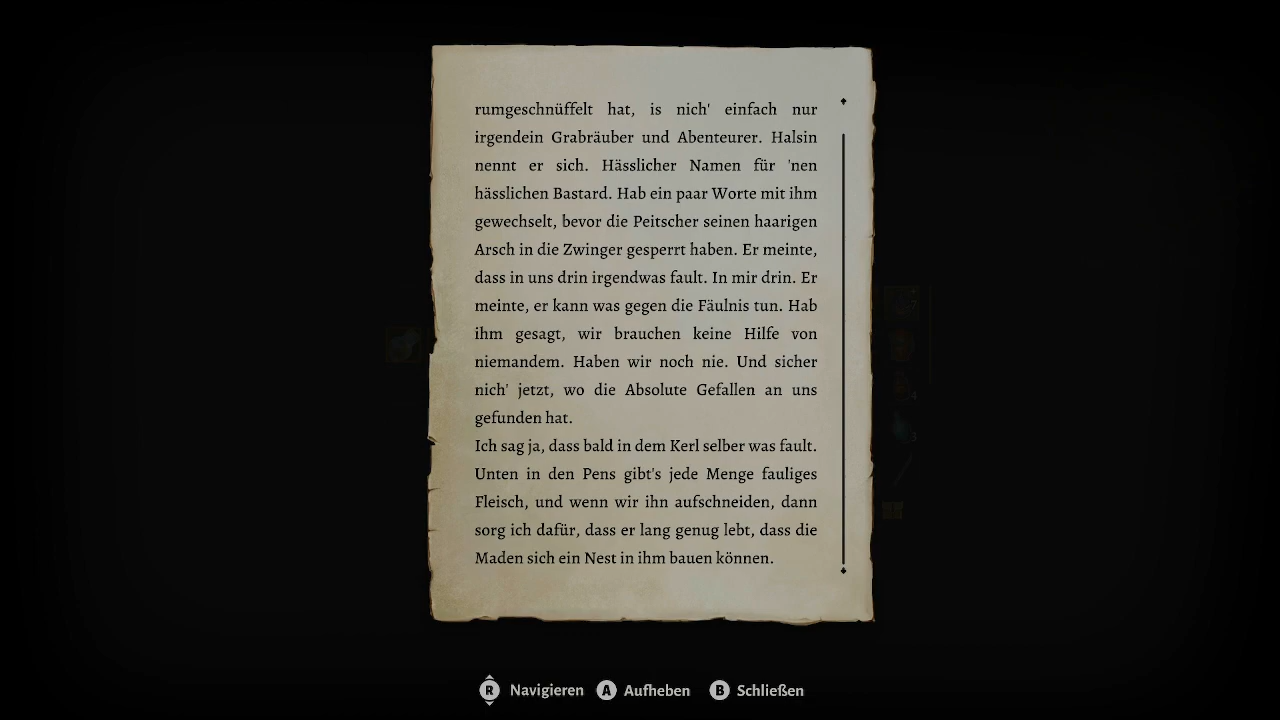 rumgeschnüffelt hat, is nich' einfach nur
irgendein Grabräuber und Abenteurer. Halsin
nennt er sich. Hässlicher Namen für 'nen
hässlichen Bastard. Hab ein paar Worte mit ihm
gewechselt, bevor die Peitscher seinen haarigen
Arsch in die Zwinger gesperrt haben. Er meinte,
dass in uns drin irgendwas fault. In mir drin. Er
meinte, er kann was gegen die Fäulnis tun. Hab
ihm gesagt, wir brauchen keine Hilfe von
niemandem. Haben wir noch nie. Und sicher
nich' jetzt, wo die Absolute Gefallen an uns
gefunden hat.
Ich sag ja, dass bald in dem Kerl selber was fault.
Unten in den Pens gibt's jede Menge fauliges
Fleisch, und wenn wir ihn aufschneiden, dann
sorg ich dafür, dass er lang genug lebt, dass die
Maden sich ein Nest in ihm bauen können.
R Navigieren A Aufheben B Schließen